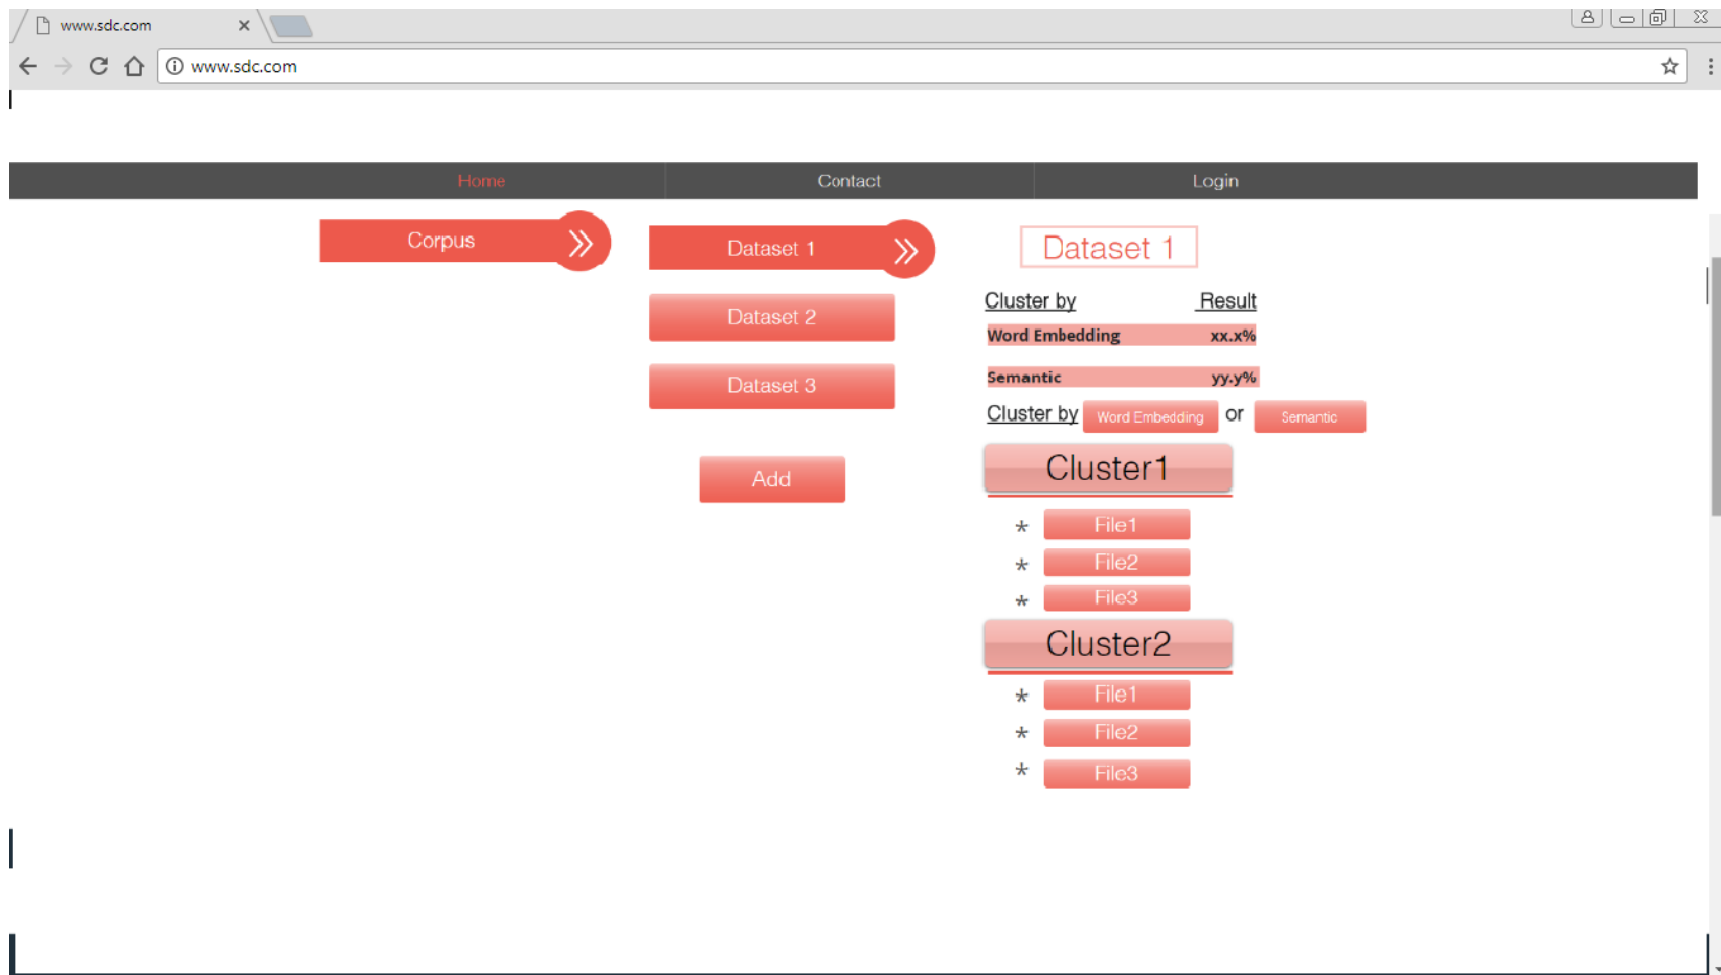 www.sdc.com
www.sdc.com
Home Contact Login
Corpus
Dataset 1
Dataset 2
Dataset 3
Add
Dataset 1
Cluster by Result
Word Embedding xx.x%
Semantic yy.y%
Cluster by Word Embedding or Semantic
Cluster1
* File1
* File2
* File3
Cluster2
* File1
* File2
* File3